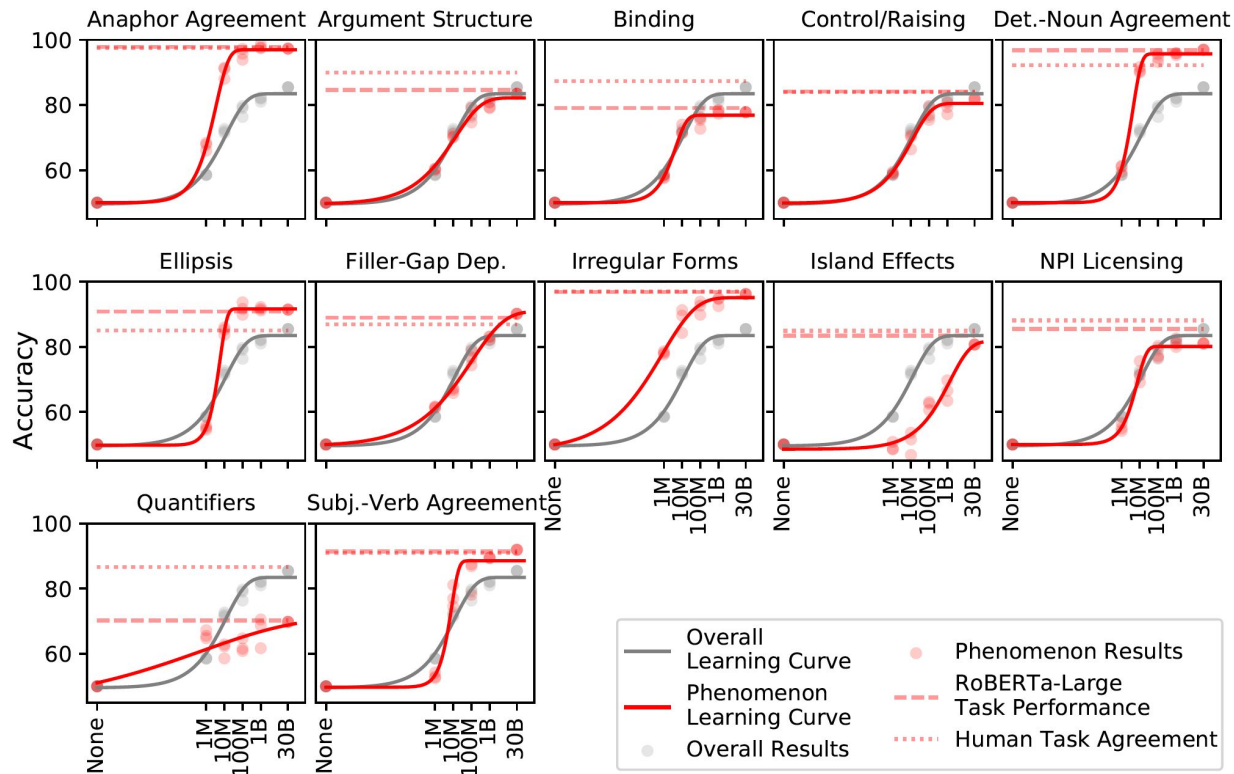 Anaphor Agreement
Argument Structure
Binding
Control/Raising
Det.-Noun Agreement
100
80
60
Ellipsis
Filler-Gap Dep.
Irregular Forms
Island Effects
NPI Licensing
Accuracy
100
80
60
None
1M
10M
100M
1B
30B
None
1M
10M
100M
1B
30B
None
1M
10M
100M
1B
30B
Quantifiers
Subj.-Verb Agreement
100
80
60
None
1M
10M
100M
1B
30B
None
1M
10M
100M
1B
30B
Overall
Learning Curve
Phenomenon
Learning Curve
Overall Results
Phenomenon Results
RoBERTa-Large
Task Performance
Human Task Agreement